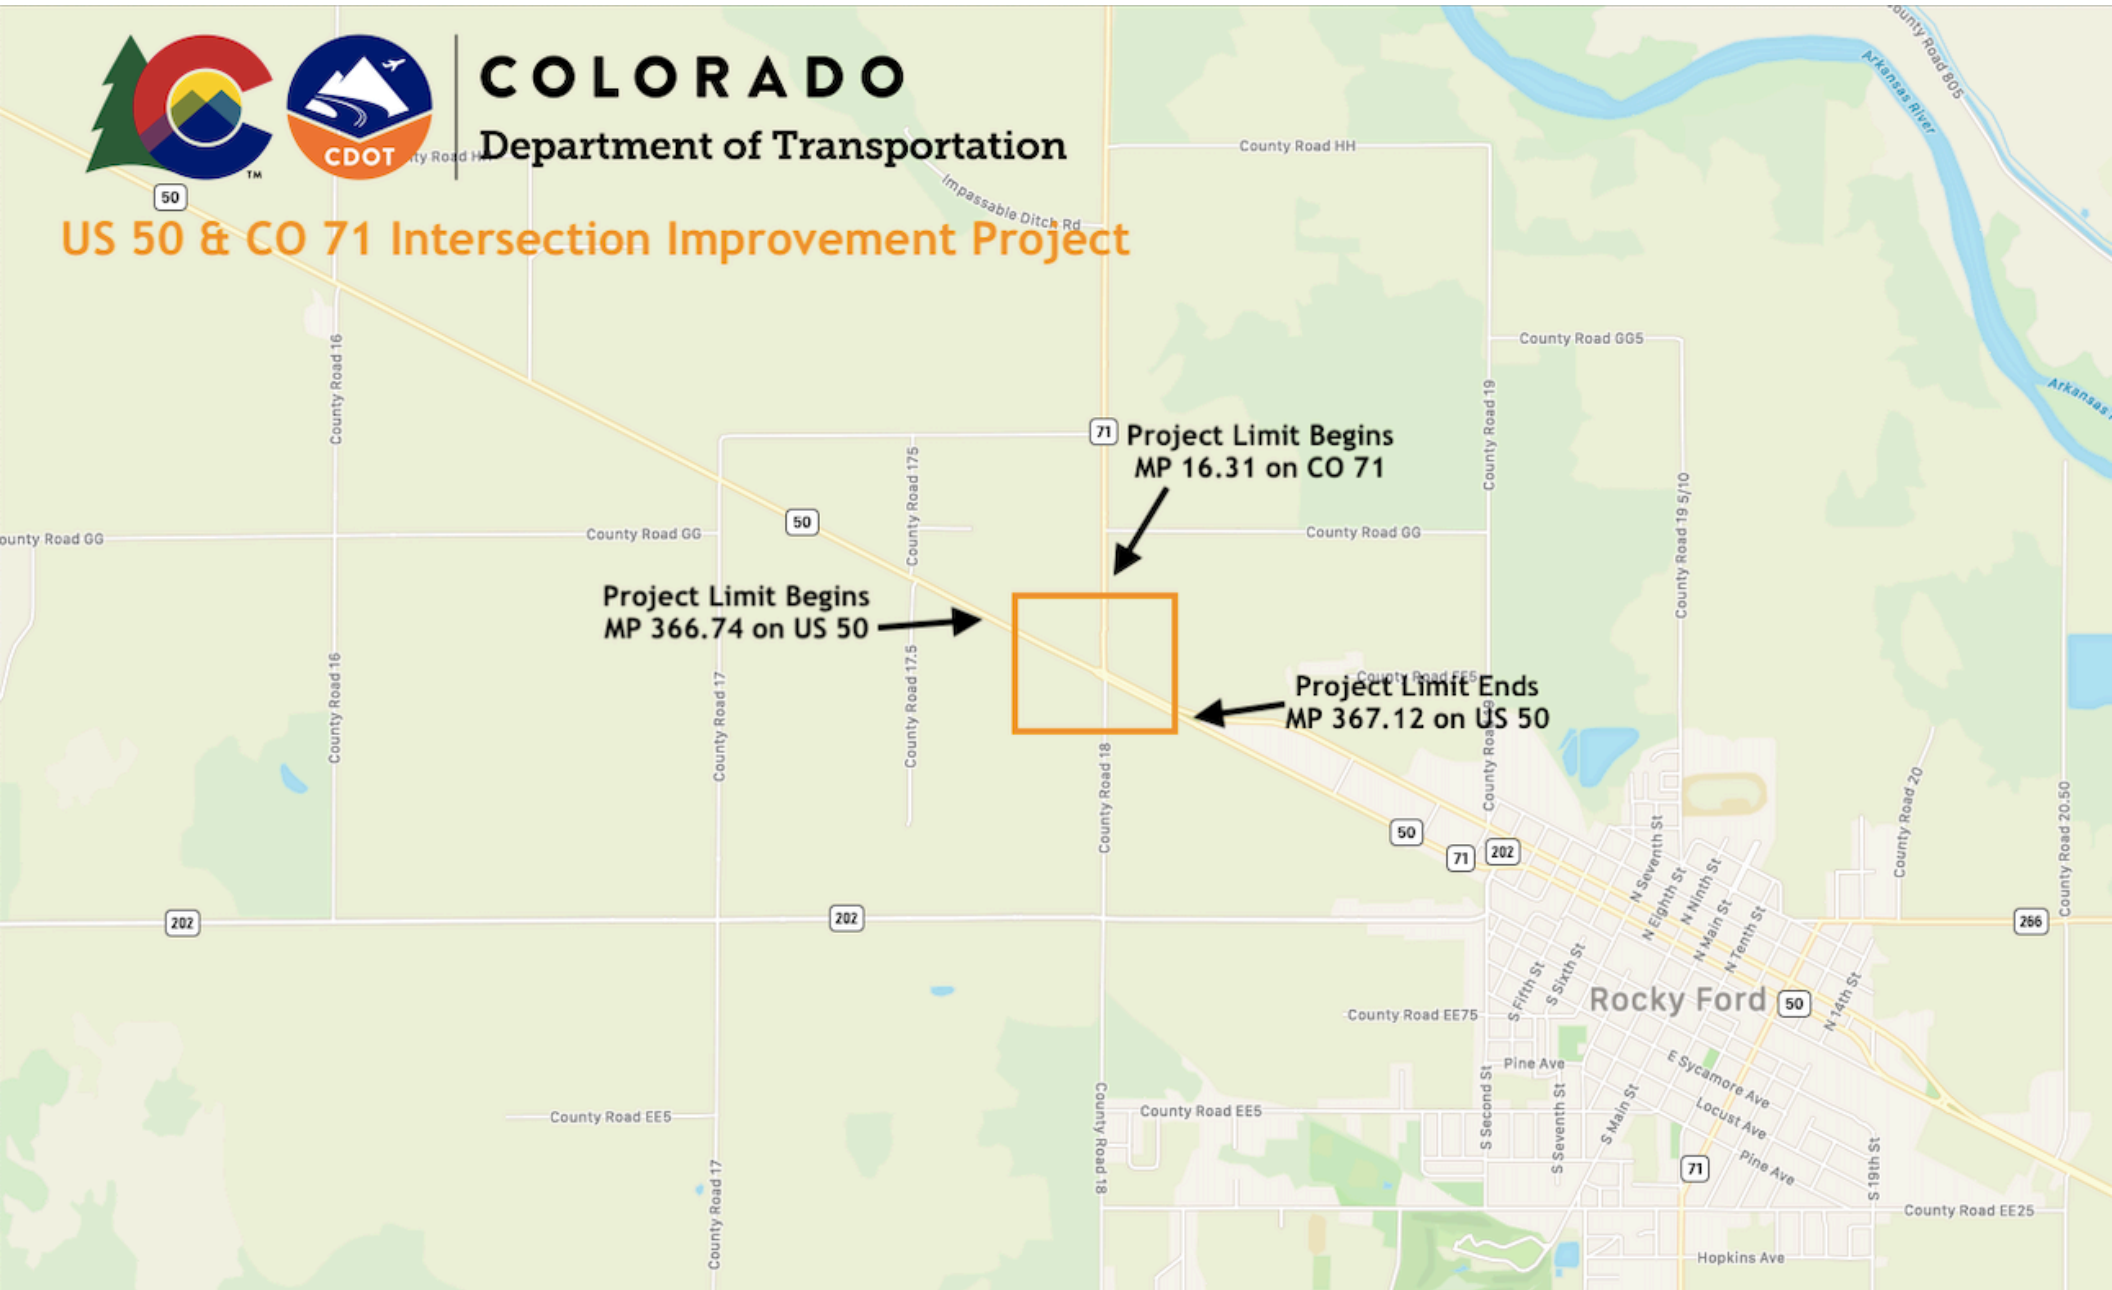 COLORADO
Department of Transportation
CDOT
TM
US 50 & CO 71 Intersection Improvement Project
50
County Road HH
Impassable Ditch Rd
Arkansas River
County Road 805
County Road GG5
Arkansas
County Road 16
County Road 19
71
Project Limit Begins
MP 16.31 on CO 71
County Road 175
County Road 19 5/10
50
ounty Road GG
County Road GG
County Road GG
Project Limit Begins
MP 366.74 on US 50
County Road 16
County Road 17
County Road 17.5
County Road EE5
Project Limit Ends
MP 367.12 on US 50
County Road 18
County Road 20
County Road 20.50
50
71
202
N Seventh St
N Eighth St
N Ninth St
N Main St
N Tenth St
202
202
266
S Fifth St
S Sixth St
Rocky Ford
50
N 14th St
County Road EE75
Pine Ave
E Sycamore Ave
Locust Ave
Pine Ave
County Road EE5
County Road EE5
County Road 18
S Second St
S Seventh St
S Main St
71
S 19th St
County Road 17
County Road EE25
Hopkins Ave